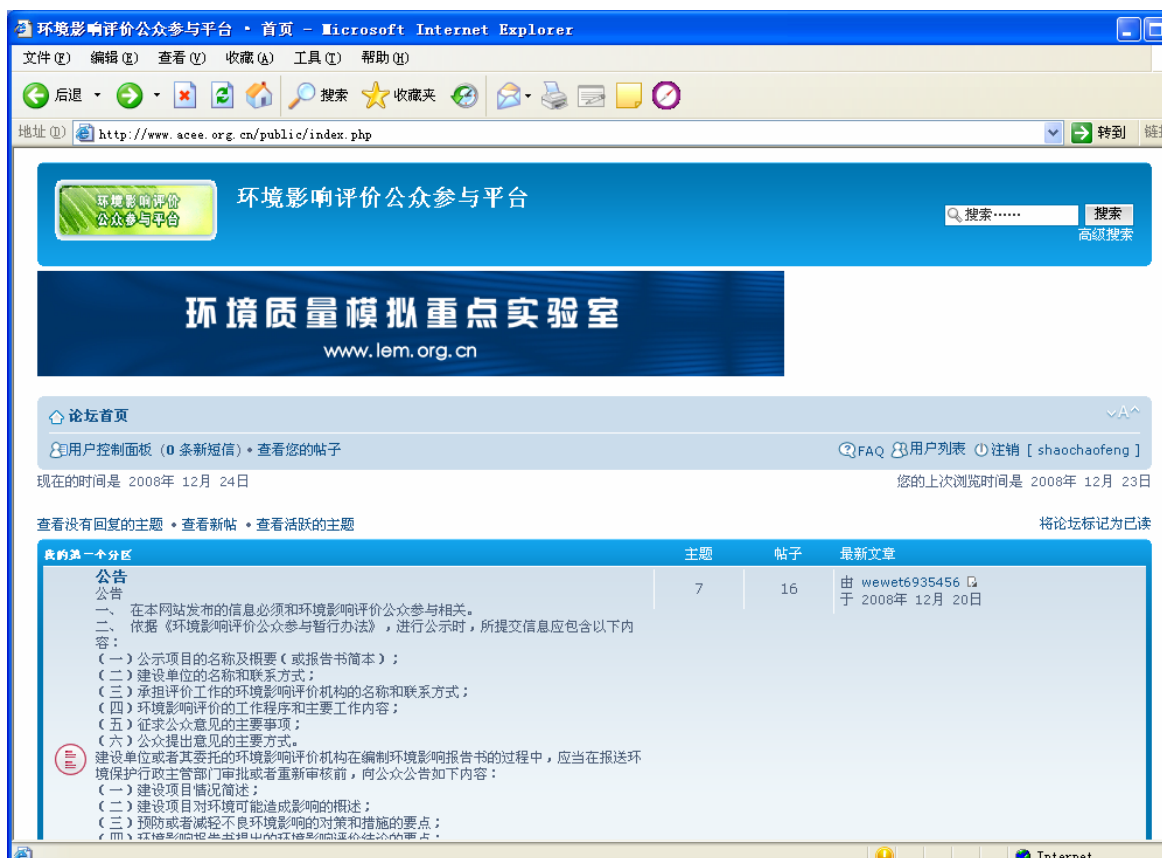 环境影响评价公众参与平台 · 首页 - Microsoft Internet Explorer
文件(F) 编辑(E) 查看(V) 收藏(A) 工具(T) 帮助(H)
后退 搜索 收藏夹
地址(D) http://www.acee.org.cn/public/index.php 转到 链接
环境影响评价
公众参与平台
环境影响评价公众参与平台
搜索…… 搜索
高级搜索
环境质量模拟重点实验室
www.lem.org.cn
论坛首页 A
用户控制面板 (0 条新短信) • 查看您的帖子 FAQ 用户列表 注销 [ shaochaofeng ]
现在的时间是 2008年 12月 24日 您的上次浏览时间是 2008年 12月 23日
查看没有回复的主题 • 查看新帖 • 查看活跃的主题 将论坛标记为已读
我的第一个分区 主题 帖子 最新文章
公告 7 16 由 wewet6935456
公告 于 2008年 12月 20日
一、 在本网站发布的信息必须和环境影响评价公众参与相关。
二、 依据《环境影响评价公众参与暂行办法》,进行公示时,所提交信息应包含以下内
容:
(一)公示项目的名称及概要(或报告书简本);
(二)建设单位的名称和联系方式;
(三)承担评价工作的环境影响评价机构的名称和联系方式;
(四)环境影响评价的工作程序和主要工作内容;
(五)征求公众意见的主要事项;
(六)公众提出意见的主要方式。
建设单位或者其委托的环境影响评价机构在编制环境影响报告书的过程中,应当在报送环
境保护行政主管部门审批或者重新审核前,向公众公告如下内容:
(一)建设项目情况简述;
(二)建设项目对环境可能造成影响的概述;
(三)预防或者减轻不良环境影响的对策和措施的要点;
(四)环境影响报告书提出的环境影响评价结论的要点;
Internet